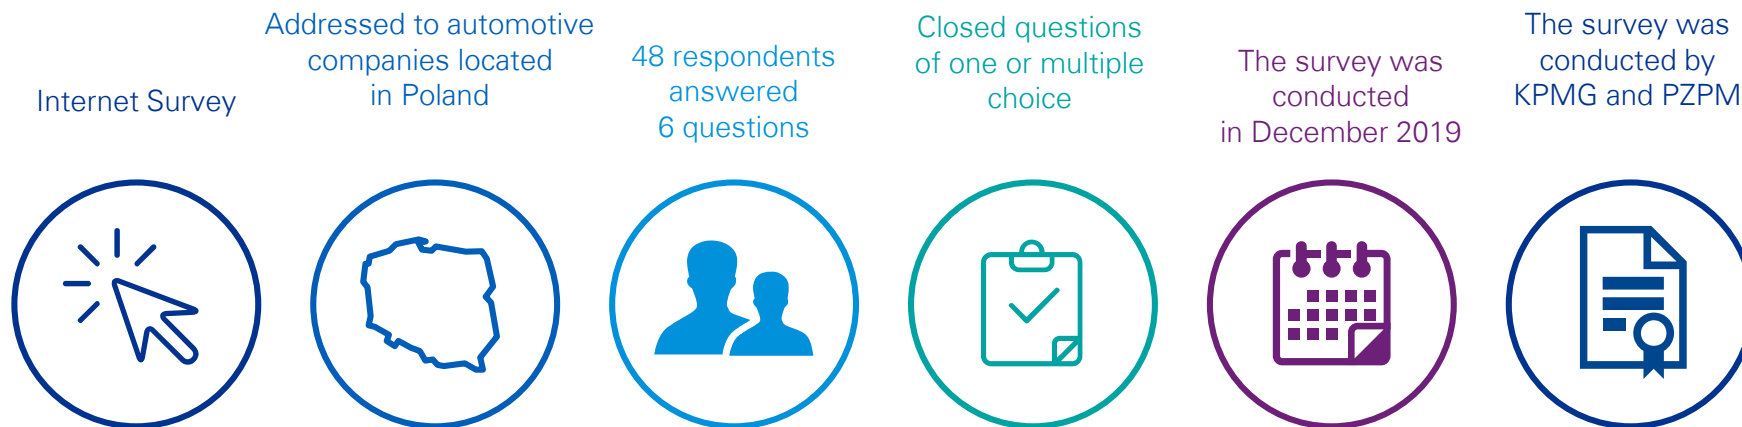 Internet Survey
Addressed to automotive
companies located
in Poland
48 respondents
answered
6 questions
Closed questions
of one or multiple
choice
The survey was
conducted
in December 2019
The survey was
conducted by
KPMG and PZPM